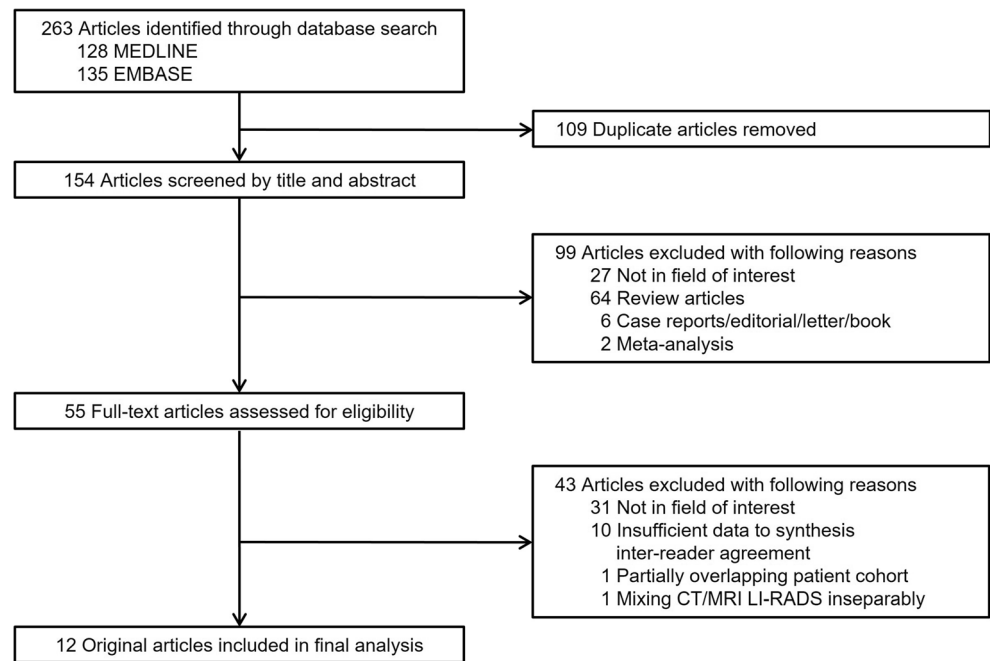 263 Articles identified through database search
128 MEDLINE
135 EMBASE
109 Duplicate articles removed
154 Articles screened by title and abstract
99 Articles excluded with following reasons
27 Not in field of interest
64 Review articles
6 Case reports/editorial/letter/book
2 Meta-analysis
55 Full-text articles assessed for eligibility
43 Articles excluded with following reasons
31 Not in field of interest
10 Insufficient data to synthesis
inter-reader agreement
1 Partially overlapping patient cohort
1 Mixing CT/MRI LI-RADS inseparably
12 Original articles included in final analysis